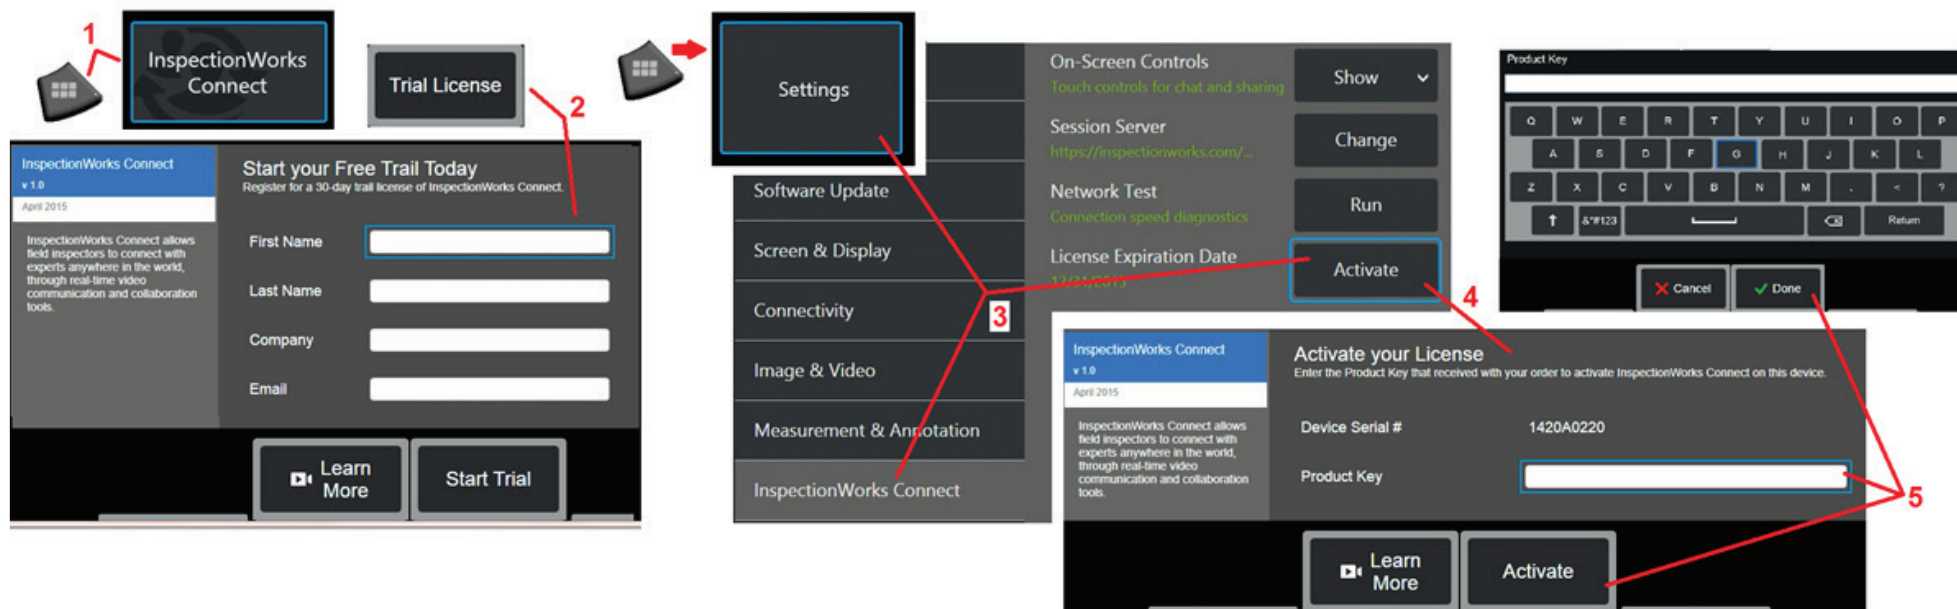 1
InspectionWorks
Connect
Trial License
2
InspectionWorks Connect
v 1.0
April 2015
InspectionWorks Connect allows
field inspectors to connect with
experts anywhere in the world,
through real-time video
communication and collaboration
tools.
Start your Free Trail Today
Register for a 30-day trail license of InspectionWorks Connect.
First Name
Last Name
Company
Email
Learn
More
Start Trial
Settings
Software Update
Screen & Display
Connectivity
Image & Video
Measurement & Annotation
InspectionWorks Connect
3
On-Screen Controls
Touch controls for chat and sharing
Show
Session Server
https://inspectionworks.com/...
Change
Network Test
Connection speed diagnostics
Run
License Expiration Date
12/31/2015
Activate
4
InspectionWorks Connect
v 1.0
April 2015
InspectionWorks Connect allows
field inspectors to connect with
experts anywhere in the world,
through real-time video
communication and collaboration
tools.
Activate your License
Enter the Product Key that received with your order to activate InspectionWorks Connect on this device.
Device Serial # 1420A0220
Product Key
Learn
More
Activate
Product Key
Q W E R T Y U I O P
A S D F G H J K L
Z X C V B N M . < ?
&*#123 Return
Cancel
Done
5